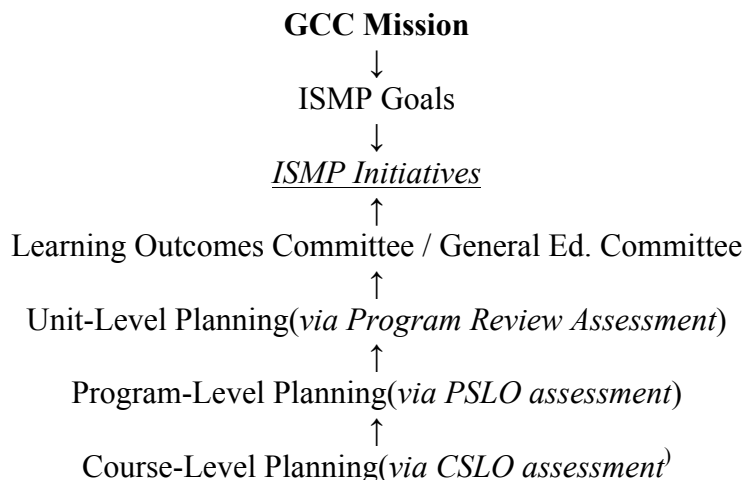 GCC Mission
↓
ISMP Goals
↓
ISMP Initiatives
↑
Learning Outcomes Committee / General Ed. Committee
↑
Unit-Level Planning(via Program Review Assessment)
↑
Program-Level Planning(via PSLO assessment)
↑
Course-Level Planning(via CSLO assessment)